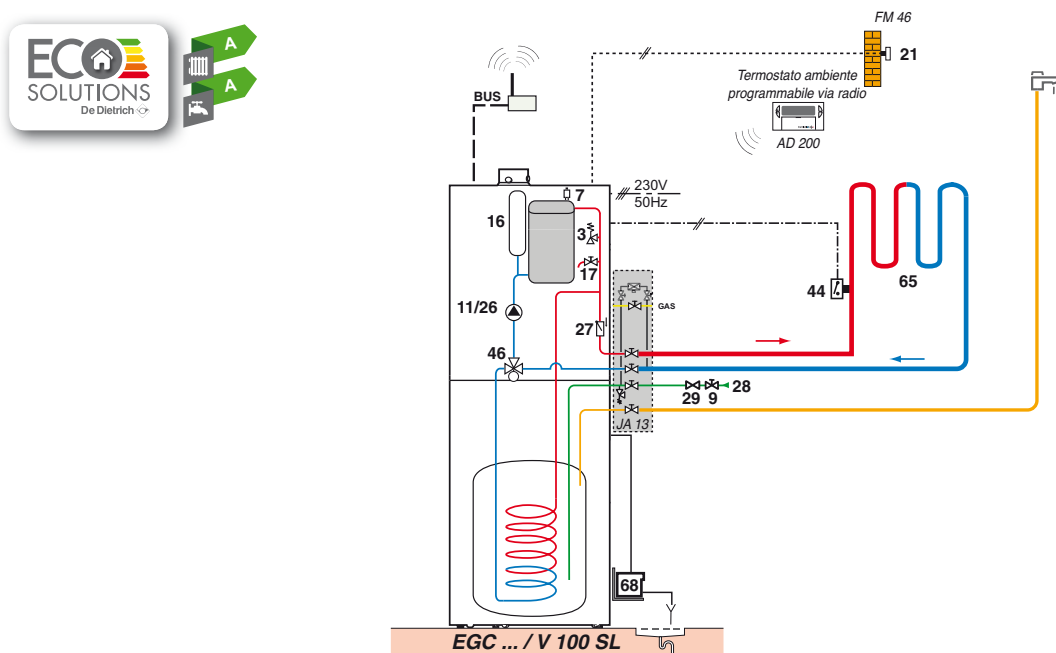 ECO
SOLUTIONS
De Dietrich
A
A
BUS
FM 46
21
Termostato ambiente
programmabile via radio
AD 200
230V
50Hz
7
16
3
17
11/26
27
GAS
44
65
46
29
9
28
JA 13
68
EGC ... / V 100 SL